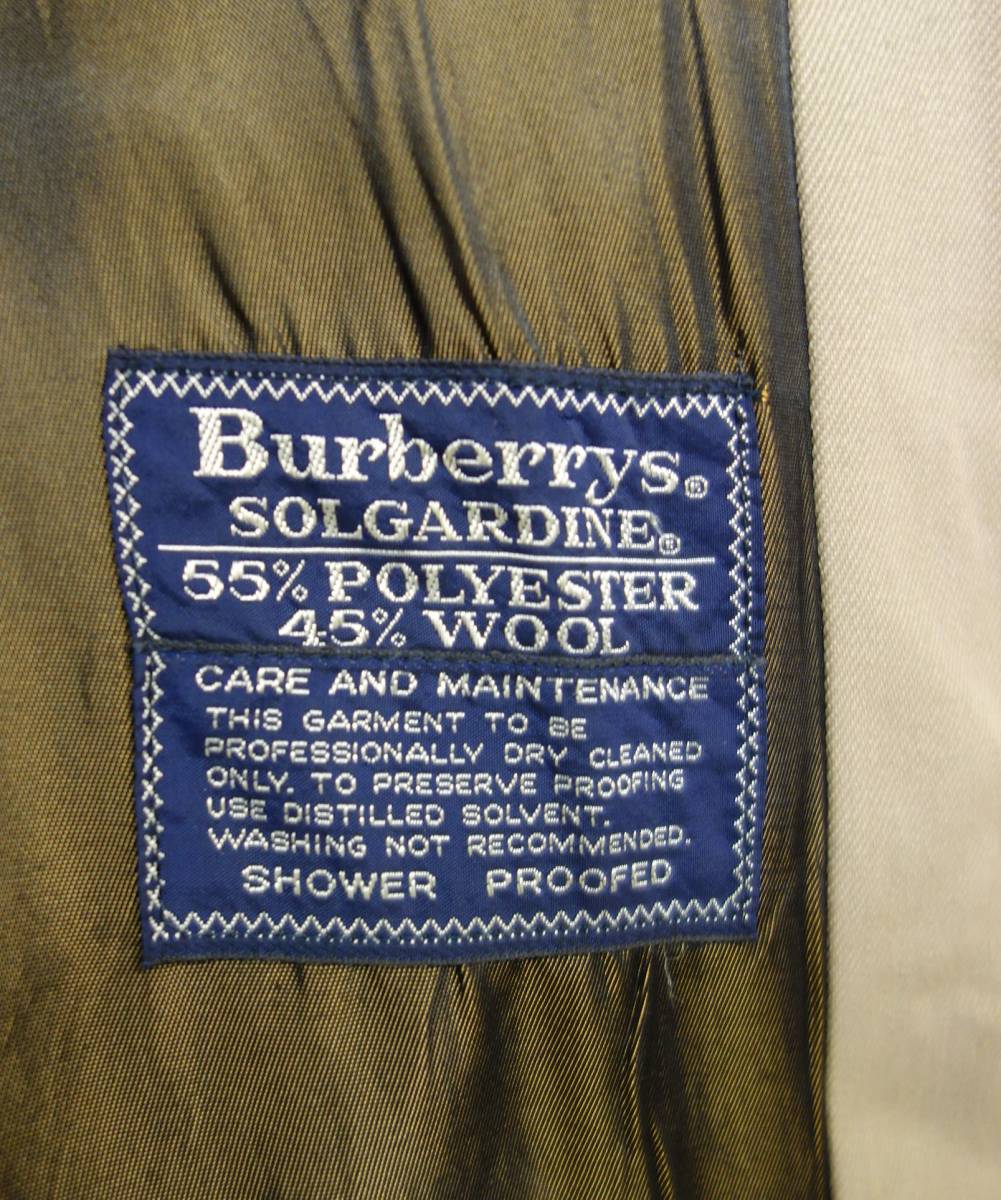 Burberrys®
SOLGARDINE®
55% POLYESTER
45% WOOL
CARE AND MAINTENANCE
THIS GARMENT TO BE
PROFESSIONALLY DRY CLEANED
ONLY. TO PRESERVE PROOFING
USE DISTILLED SOLVENT.
WASHING NOT RECOMMENDED.
SHOWER PROOFED